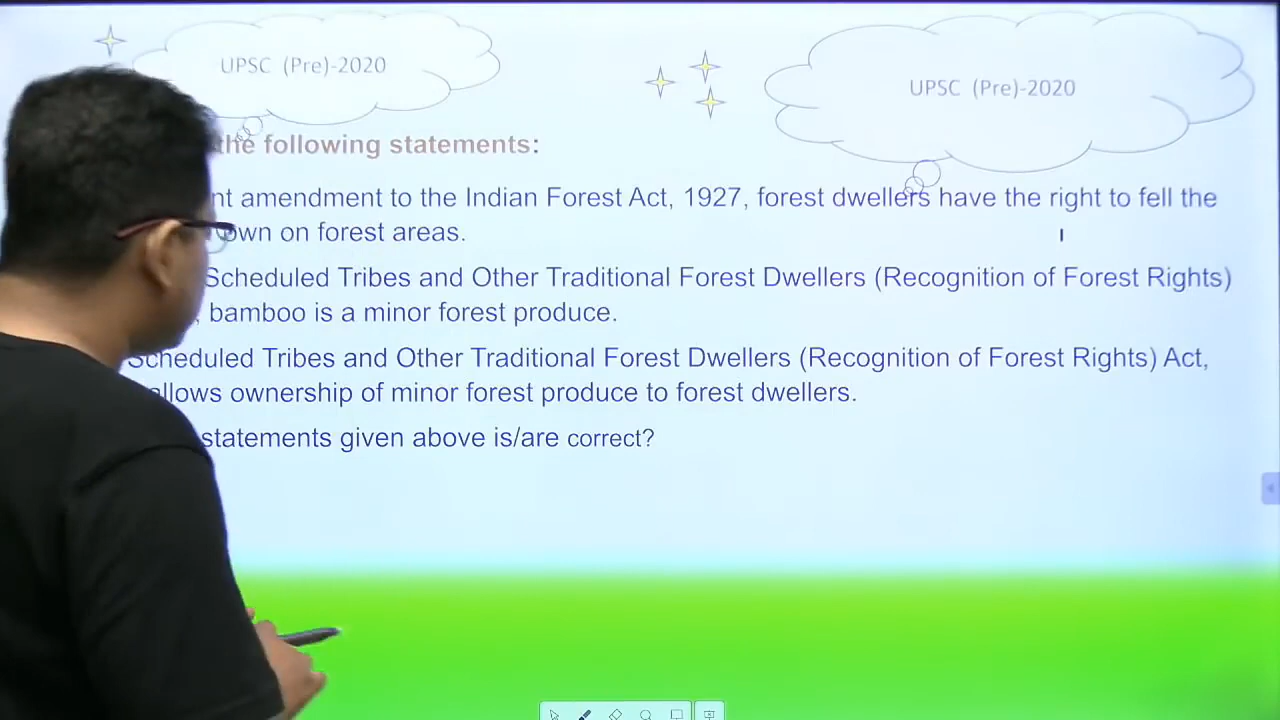 UPSC (Pre)-2020
UPSC (Pre)-2020
the following statements:
amendment to the Indian Forest Act, 1927, forest dwellers have the right to fell the
own on forest areas.
Scheduled Tribes and Other Traditional Forest Dwellers (Recognition of Forest Rights)
, bamboo is a minor forest produce.
Scheduled Tribes and Other Traditional Forest Dwellers (Recognition of Forest Rights) Act,
allows ownership of minor forest produce to forest dwellers.
statements given above is/are correct?